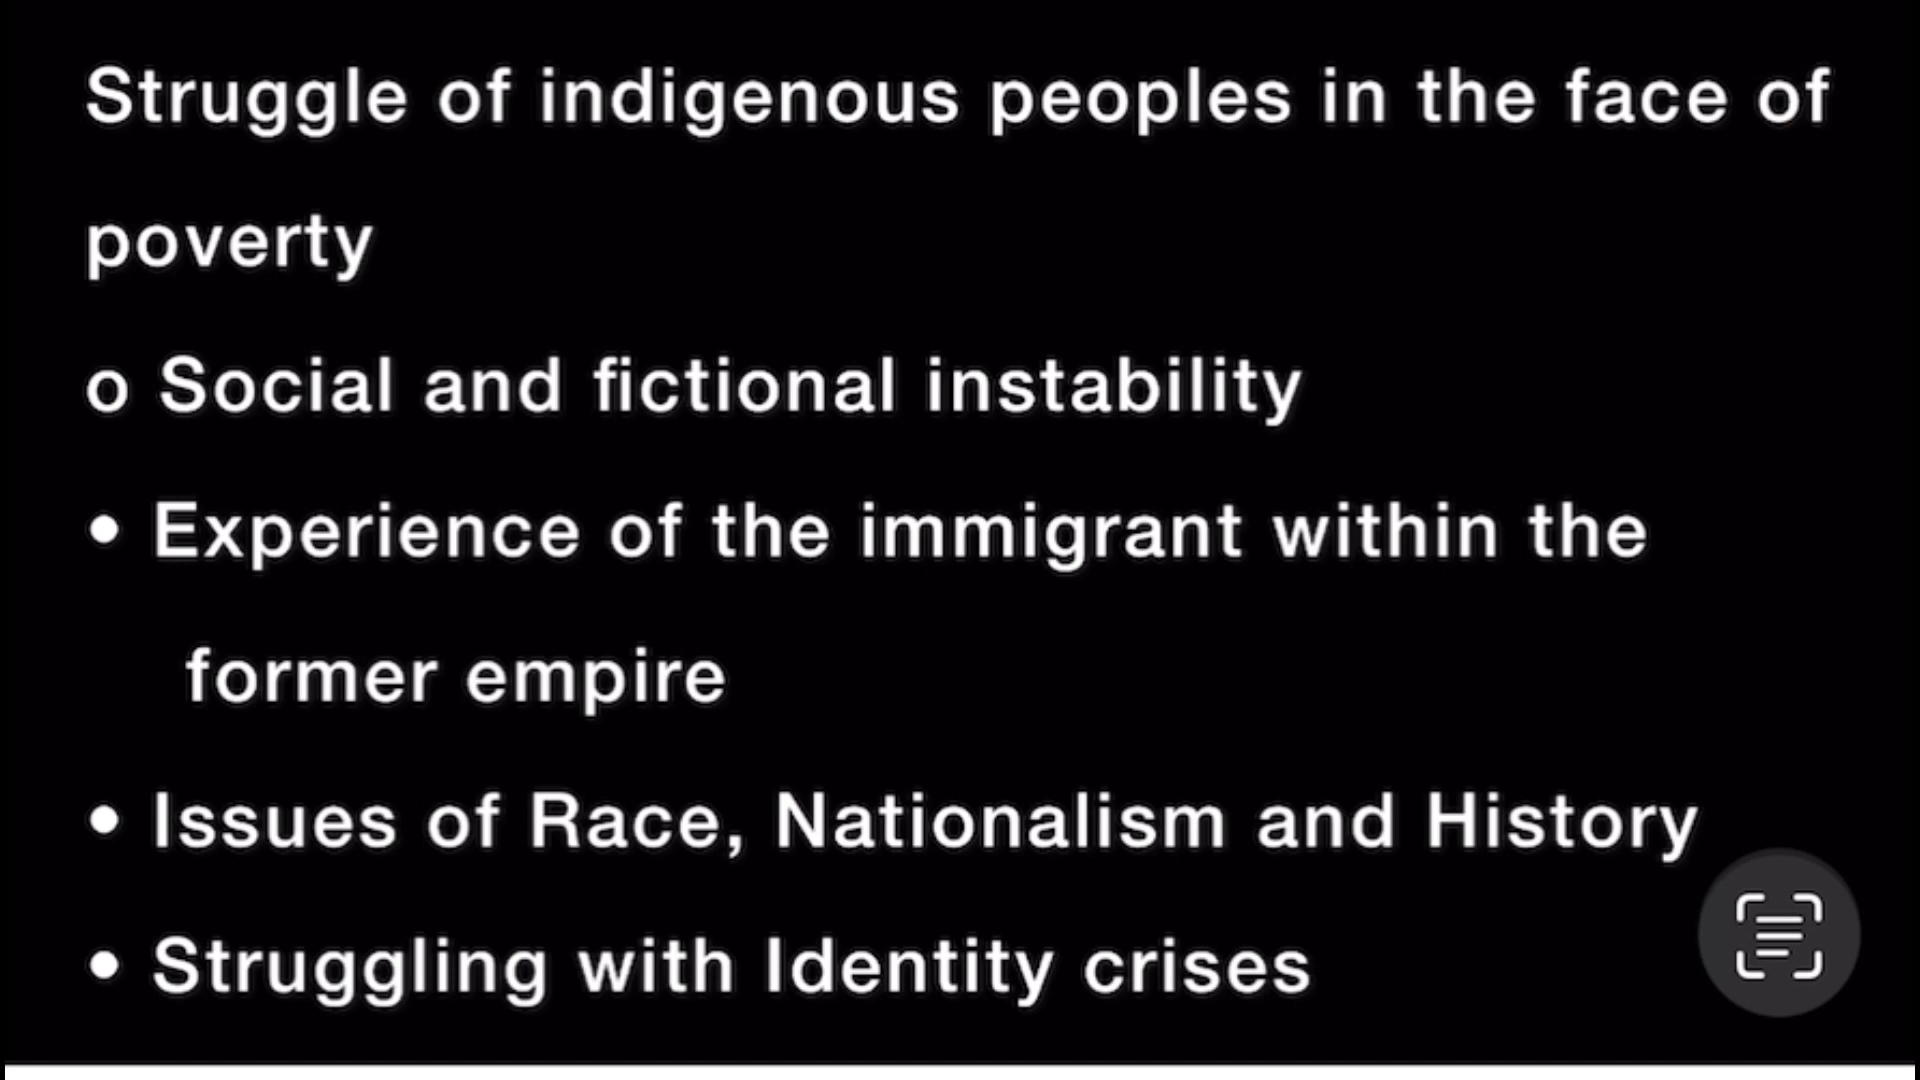 Struggle of indigenous peoples in the face of
poverty
o Social and fictional instability
• Experience of the immigrant within the
former empire
• Issues of Race, Nationalism and History
• Struggling with Identity crises